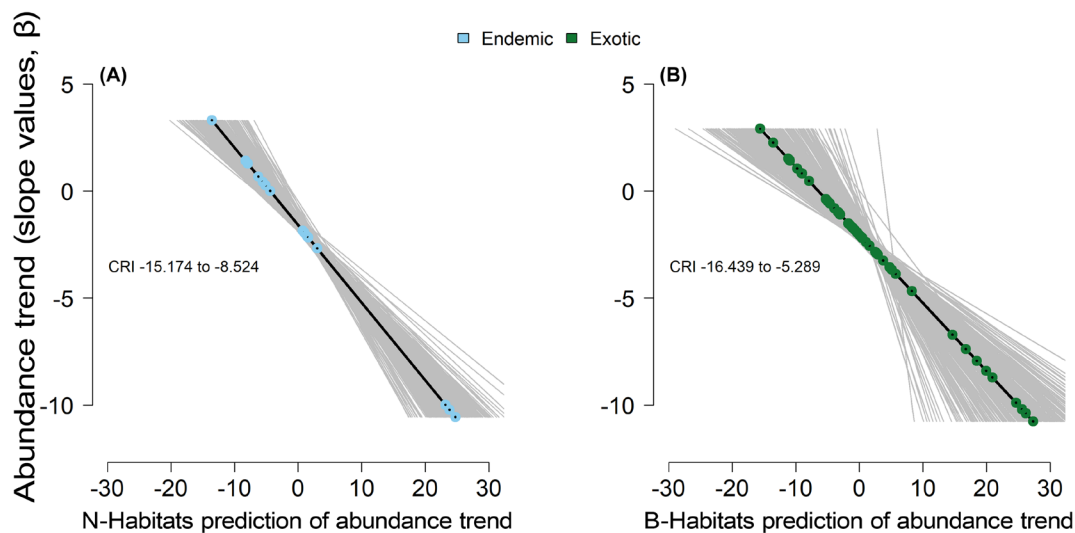 Endemic Exotic
Abundance trend (slope values, β)
(A)
5
0
-5
-10
CRI -15.174 to -8.524
-30 -20 -10 0 10 20 30
N-Habitats prediction of abundance trend
(B)
5
0
-5
-10
CRI -16.439 to -5.289
-30 -20 -10 0 10 20 30
B-Habitats prediction of abundance trend